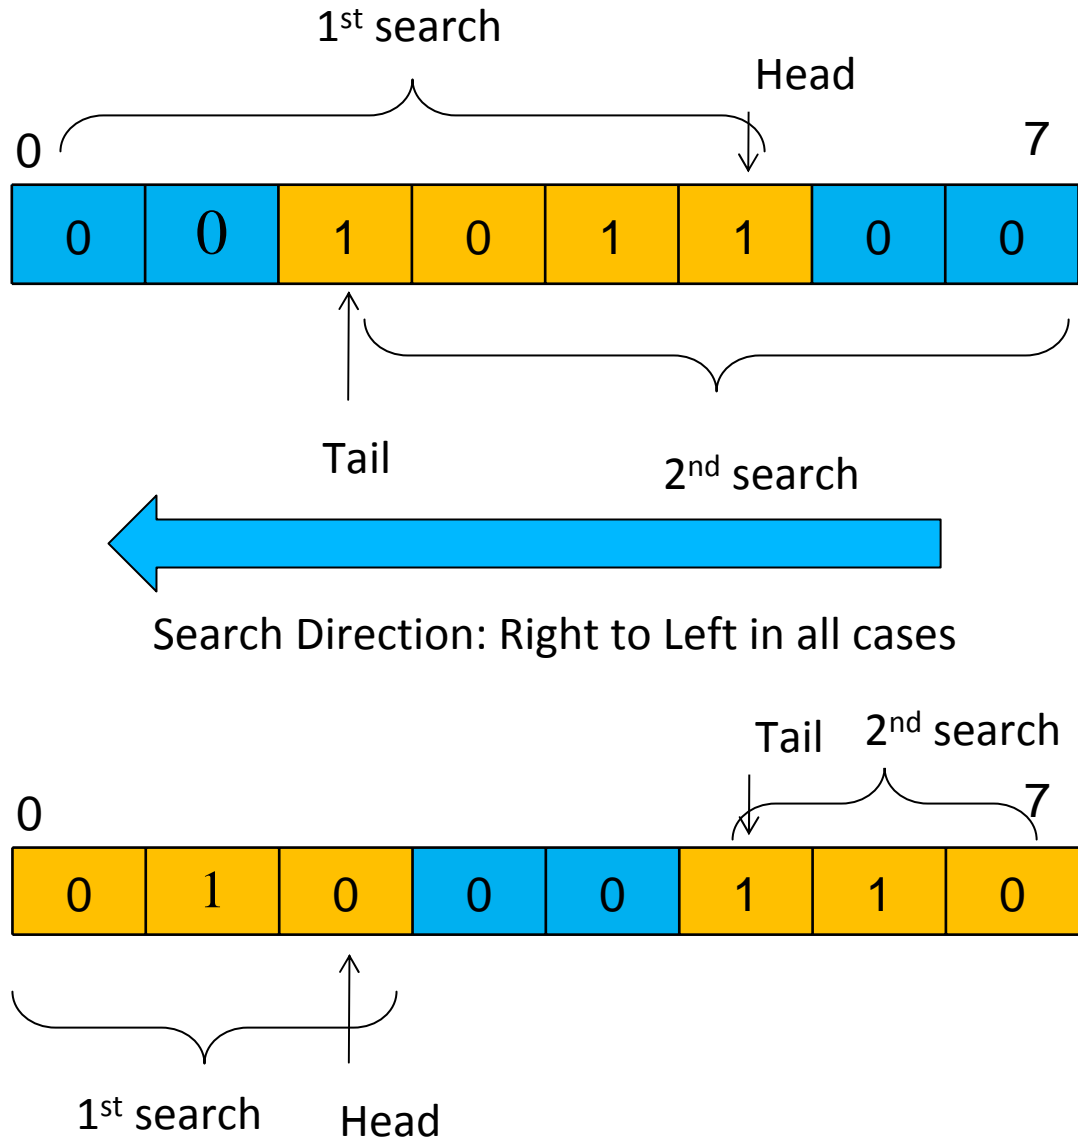 1st search
Head
0 7
0 0 1 0 1 1 0 0
Tail
2nd search
Search Direction: Right to Left in all cases
Tail 2nd search
0 7
0 1 0 0 0 1 1 0
1st search Head